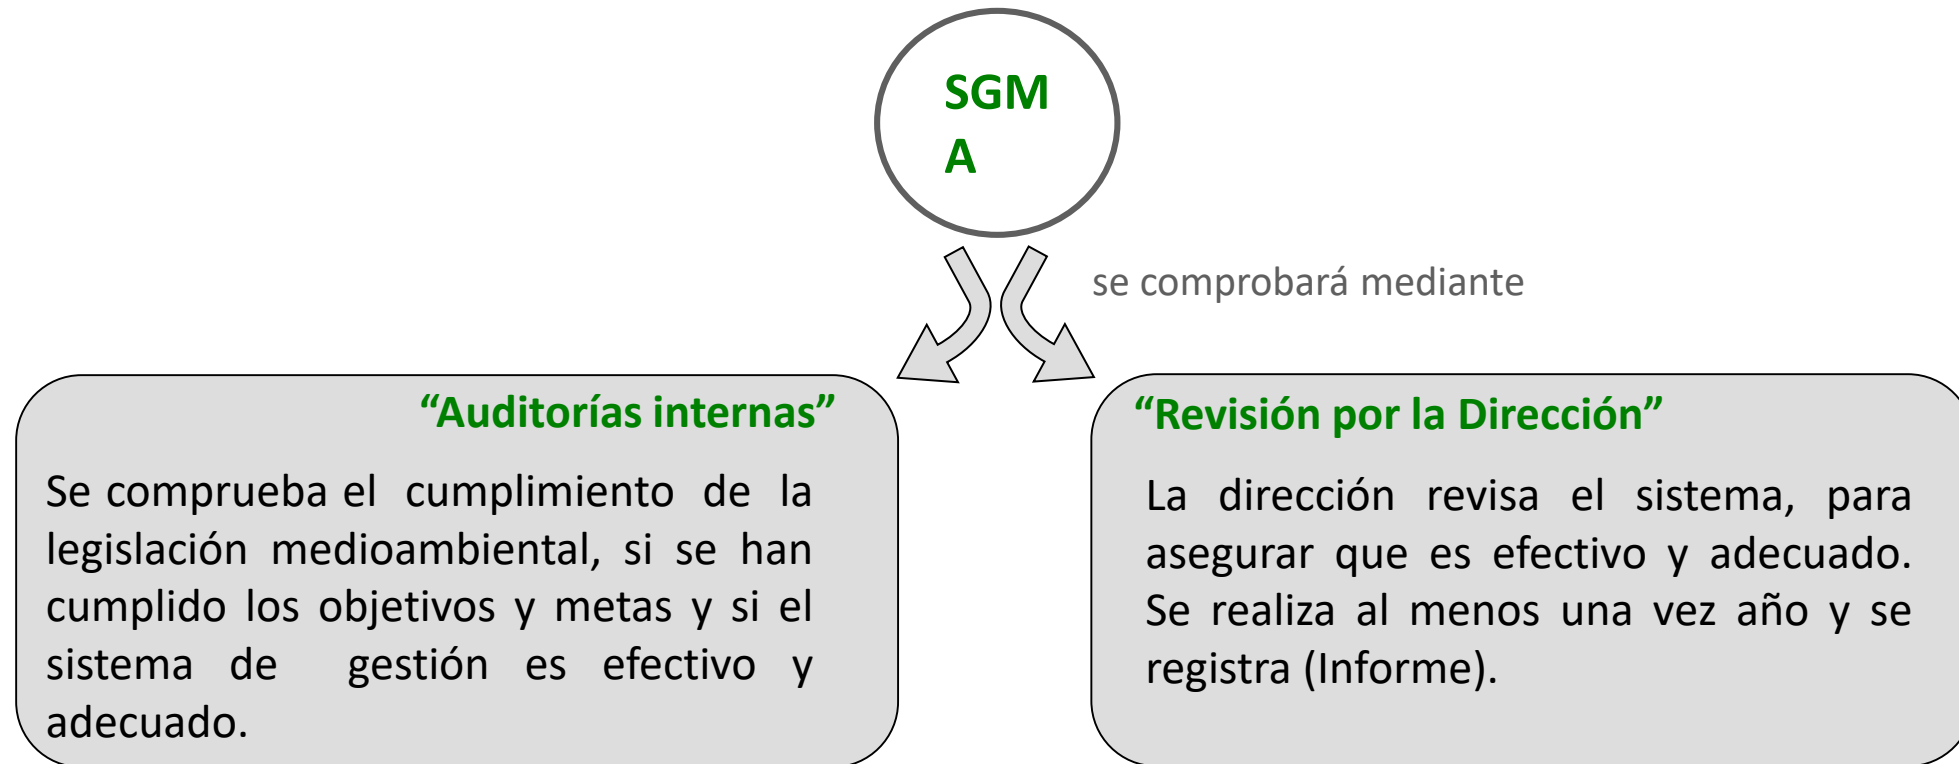 SGM
A
se comprobará mediante
“Auditorías internas”
Se comprueba el cumplimiento de la
legislación medioambiental, si se han
cumplido los objetivos y metas y si el
sistema de gestión es efectivo y
adecuado.
“Revisión por la Dirección”
La dirección revisa el sistema, para
asegurar que es efectivo y adecuado.
Se realiza al menos una vez año y se
registra (Informe).